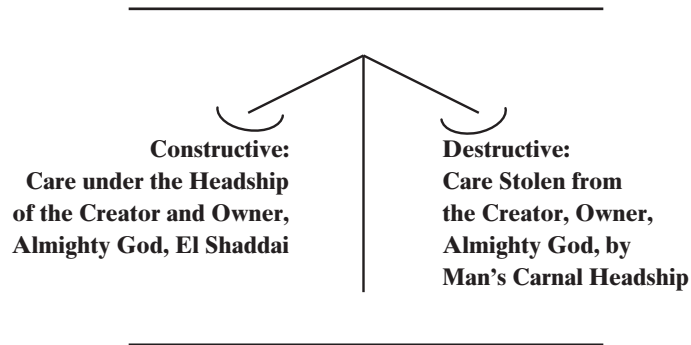 Constructive:
Care under the Headship
of the Creator and Owner,
Almighty God, El Shaddai
Destructive:
Care Stolen from
the Creator, Owner,
Almighty God, by
Man's Carnal Headship